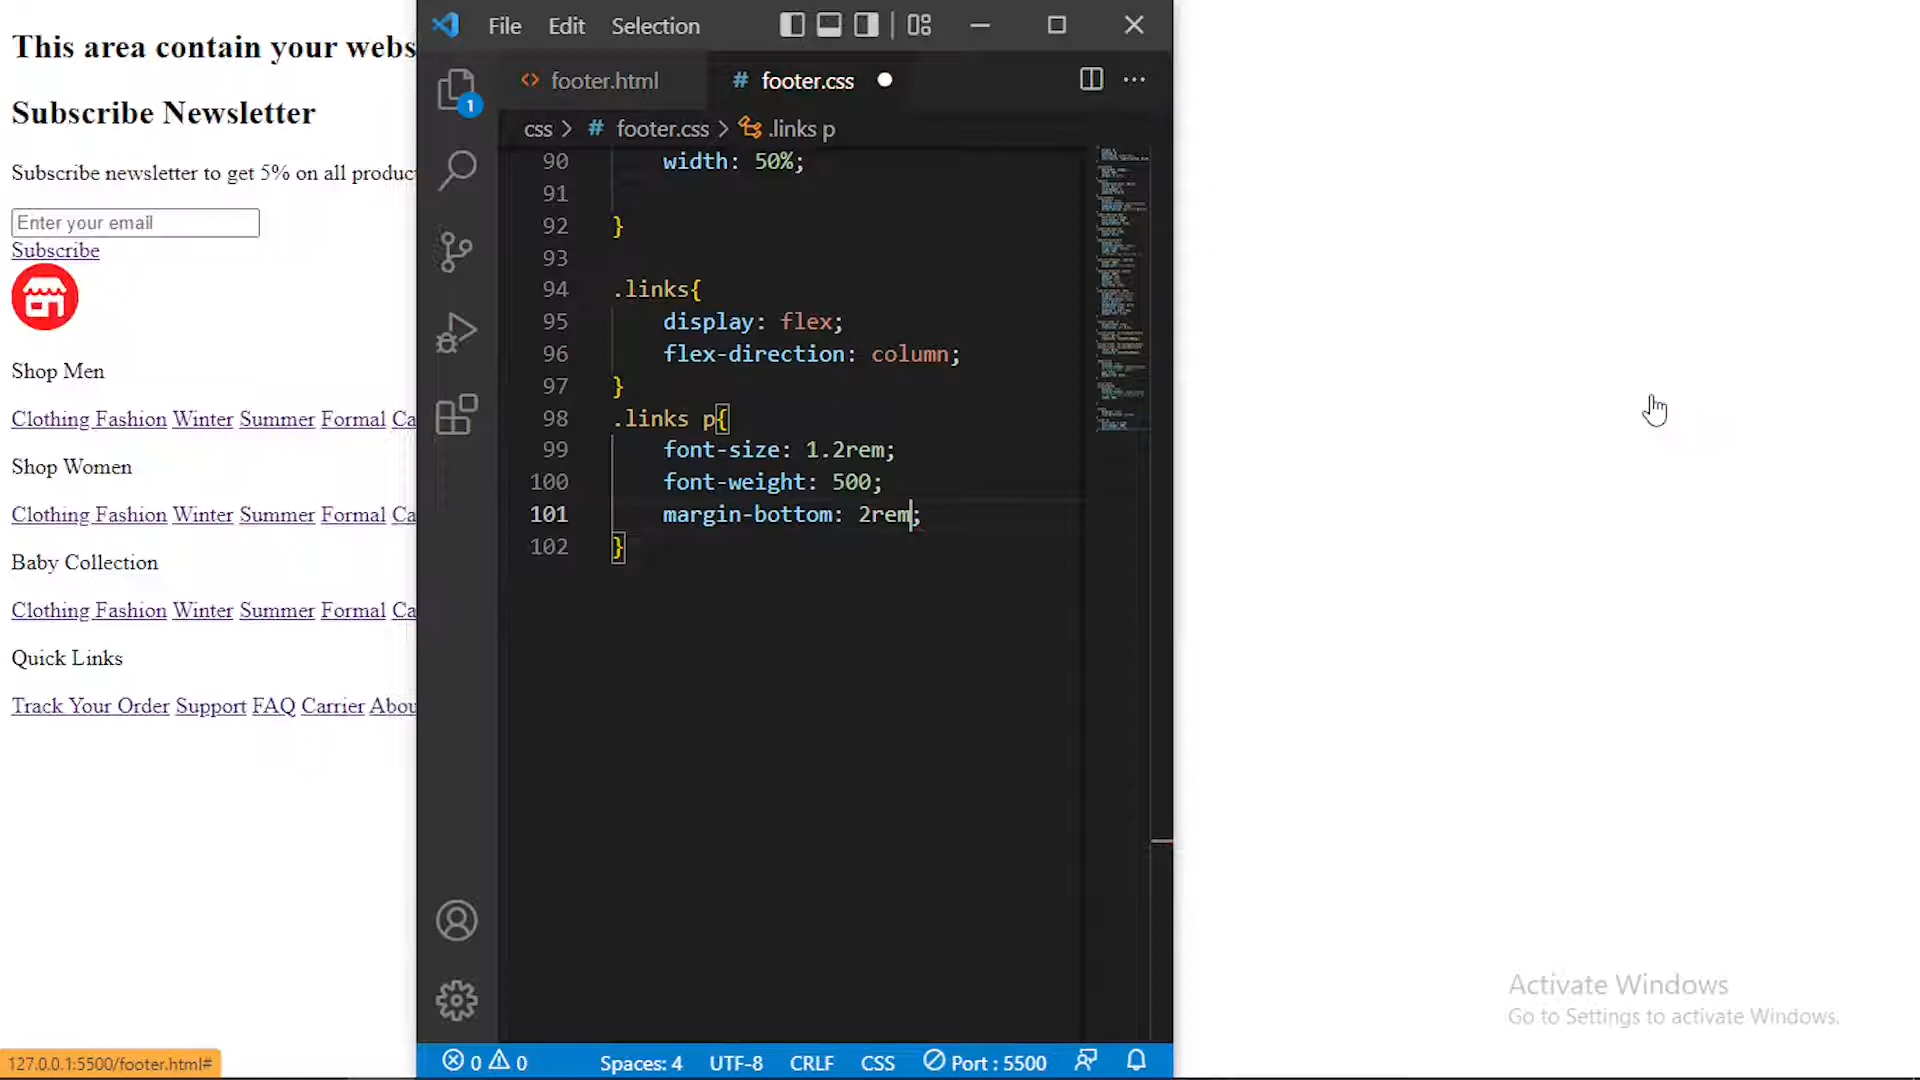 This area contain your webs
Subscribe Newsletter
Subscribe newsletter to get 5% on all produc
Enter your email
Subscribe
Shop Men
Clothing Fashion Winter Summer Formal Ca
Shop Women
Clothing Fashion Winter Summer Formal Ca
Baby Collection
Clothing Fashion Winter Summer Formal Ca
Quick Links
Track Your Order Support FAQ Carrier Abou
127.0.0.1:5500/footer.html#
File Edit Selection
1
<> footer.html # footer.css
css > # footer.css > .links p
90 width: 50%;
91
92 }
93
94 .links{
95 display: flex;
96 flex-direction: column;
97 }
98 .links p{
99 font-size: 1.2rem;
100 font-weight: 500;
101 margin-bottom: 2rem;
102 }
0 0 Spaces: 4 UTF-8 CRLF CSS Port : 5500
Activate Windows
Go to Settings to activate Windows.